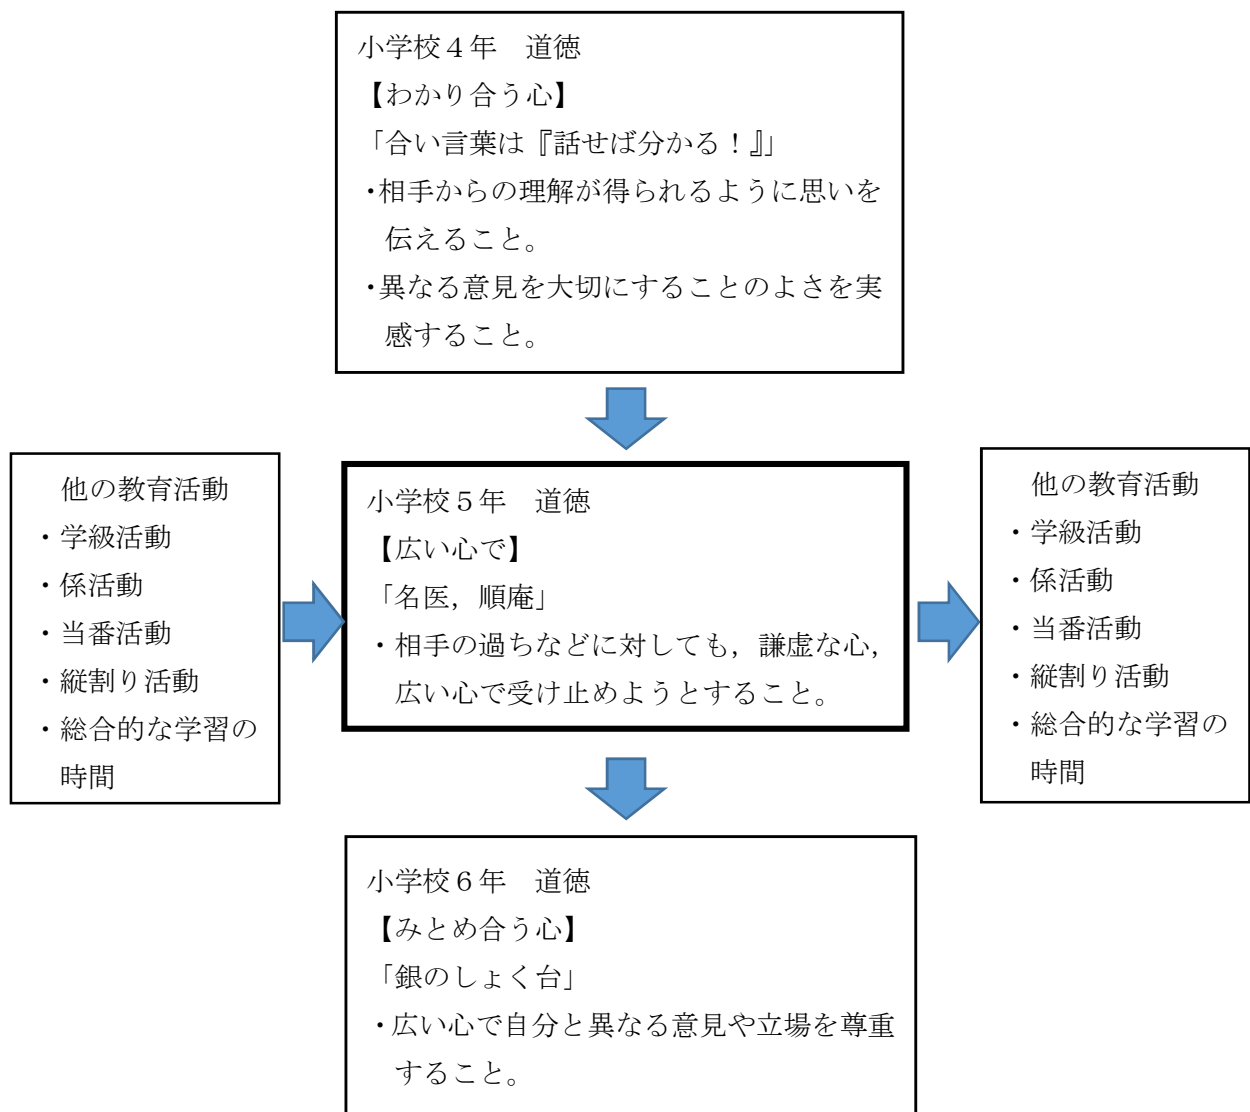 小学校４年　道徳
【わかり合う心】
「合い言葉は『話せば分かる！』」
・相手からの理解が得られるように思いを
伝えること。
・異なる意見を大切にすることのよさを実
感すること。
他の教育活動
・学級活動
・係活動
・当番活動
・縦割り活動
・総合的な学習の
時間
小学校５年　道徳
【広い心で】
「名医，順庵」
・相手の過ちなどに対しても，謙虚な心，
広い心で受け止めようとすること。
他の教育活動
・学級活動
・係活動
・当番活動
・縦割り活動
・総合的な学習の
時間
小学校６年　道徳
【みとめ合う心】
「銀のしょく台」
・広い心で自分と異なる意見や立場を尊重
すること。